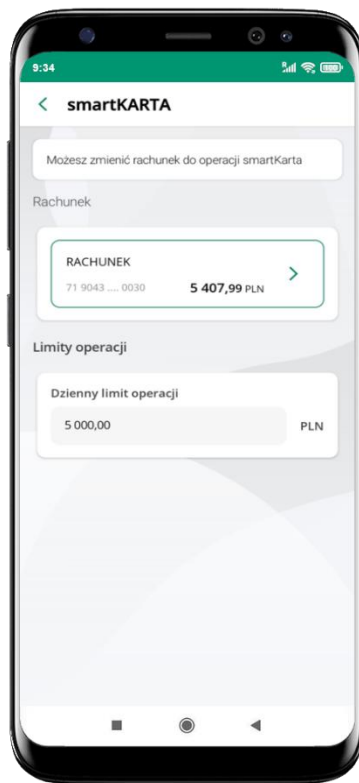 9:34
smartKARTA
Możesz zmienić rachunek do operacji smartKarta
Rachunek
RACHUNEK
71 9043 .... 0030 5 407,99 PLN
Limity operacji
Dzienny limit operacji
5 000,00 PLN